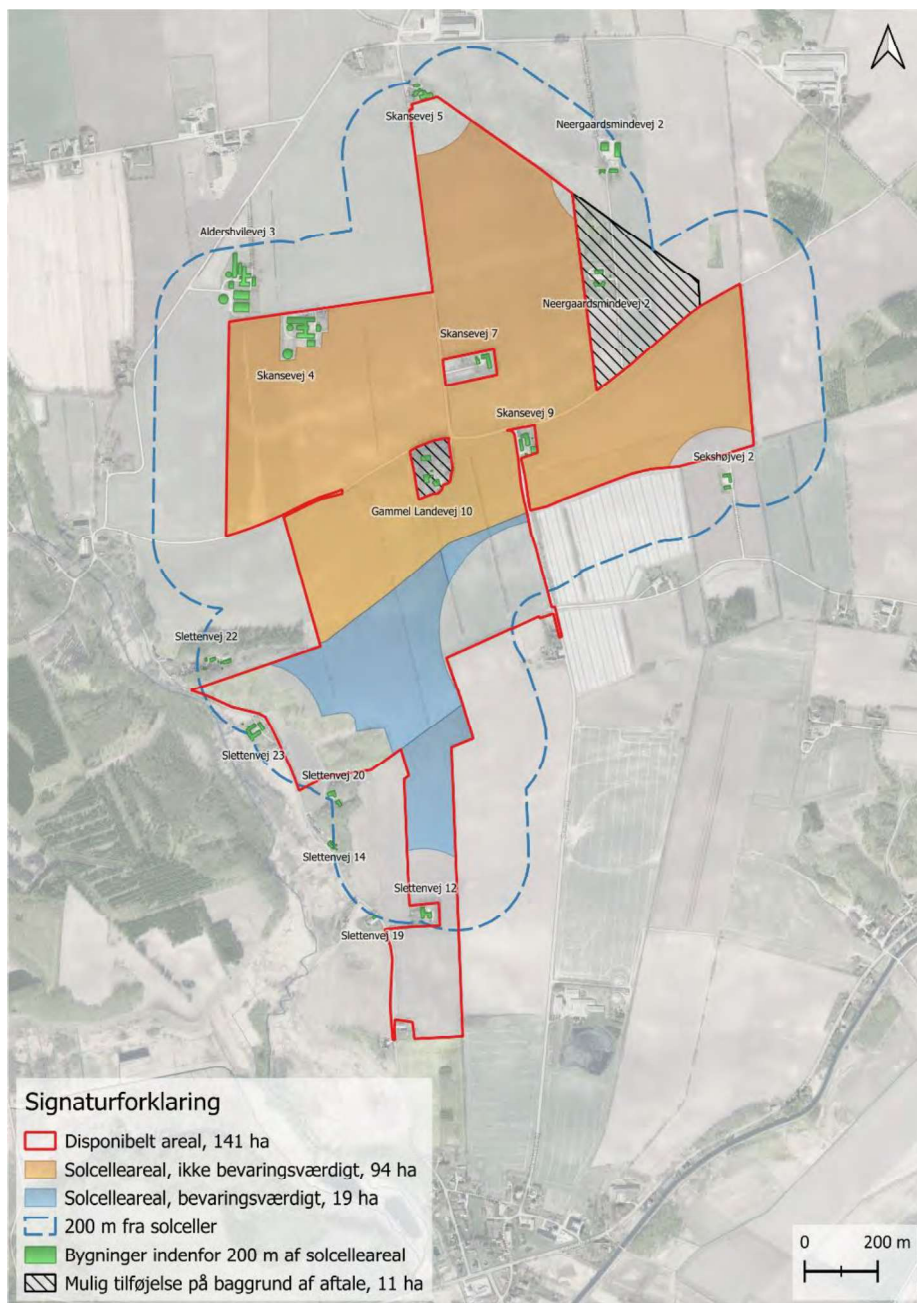 Skansevej 5
Neergaardsmindevej 2
Aldershvilevej 3
Neergaardsmindevej 2
Skansevej 7
Skansevej 4
Skansevej 9
Sekshøjvej 2
Gammel Landevej 10
Slettenvej 22
Slettenvej 23
Slettenvej 20
Slettenvej 14
Slettenvej 12
Slettenvej 19
Signaturforklaring
Disponibelt areal, 141 ha
Solcelleareal, ikke bevaringsværdigt, 94 ha
Solcelleareal, bevaringsværdigt, 19 ha
200 m fra solceller
Bygninger indenfor 200 m af solcelleareal
Mulig tilføjelse på baggrund af aftale, 11 ha
0 200 m